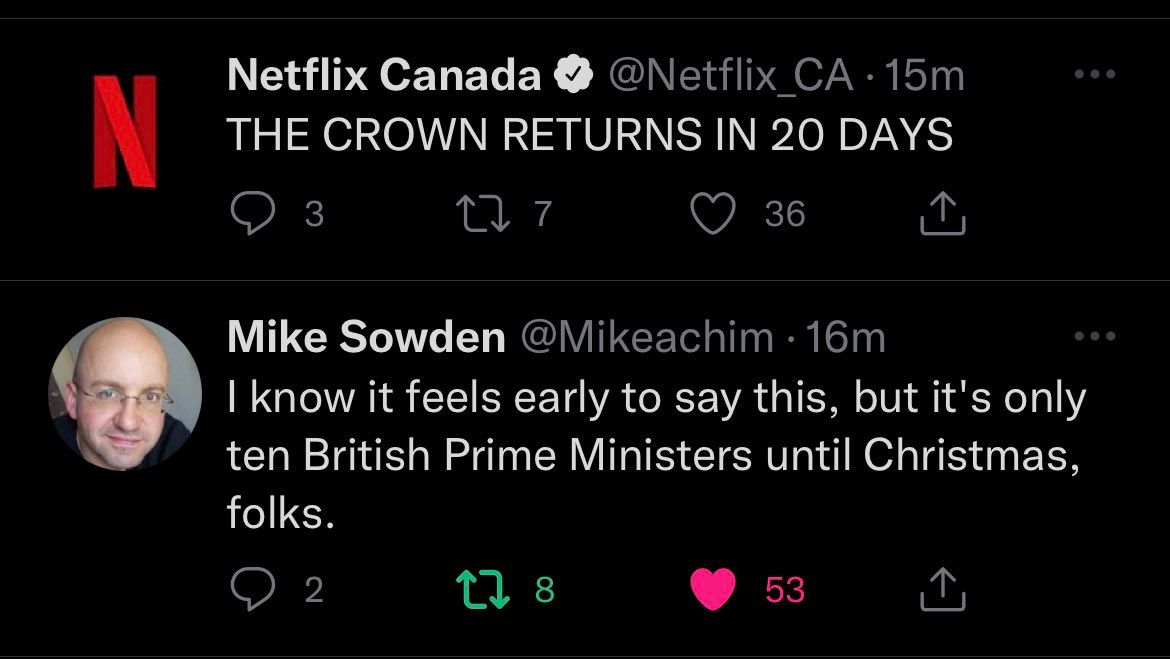 Netflix Canada @Netflix_CA · 15m
THE CROWN RETURNS IN 20 DAYS
3 7 36
Mike Sowden @Mikeachim · 16m
I know it feels early to say this, but it's only
ten British Prime Ministers until Christmas,
folks.
2 8 53